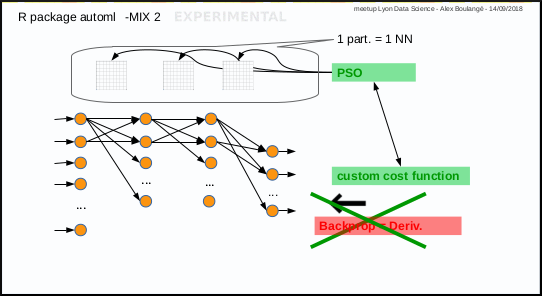 meetup Lyon Data Science - Alex Boulangé - 14/09/2018
R package automl -MIX 2 EXPERIMENTAL
1 part. = 1 NN
PSO
custom cost function
...
...
...
...
Backprop = Deriv.